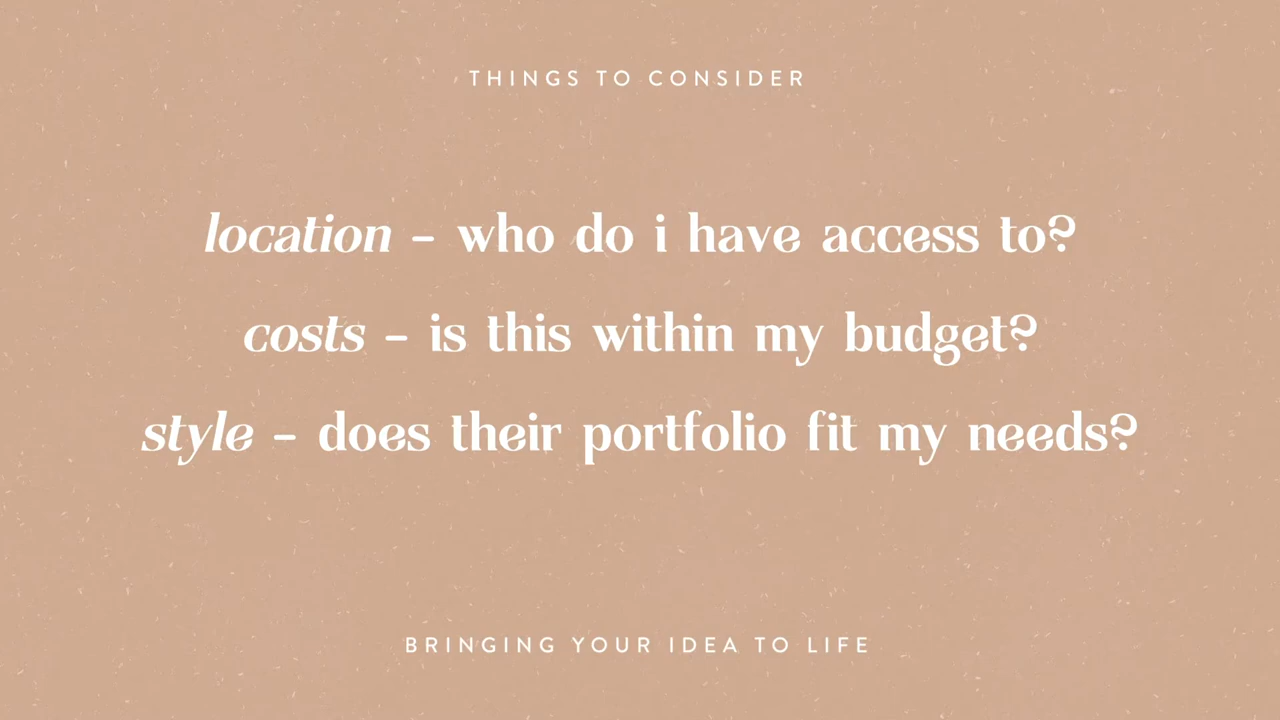 THINGS TO CONSIDER
location – who do i have access to?
costs – is this within my budget?
style – does their portfolio fit my needs?
BRINGING YOUR IDEA TO LIFE